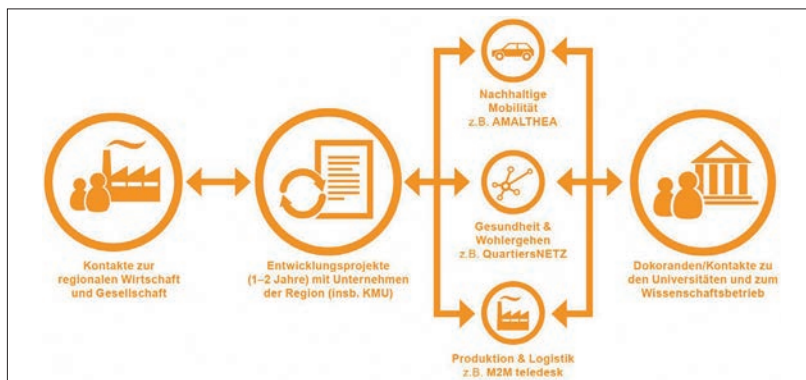 Nachhaltige
Mobilität
z.B. AMALTHEA
Kontakte zur
regionalen Wirtschaft
und Gesellschaft
Entwicklungsprojekte
(1–2 Jahre) mit Unternehmen
der Region (insb. KMU)
Gesundheit &
Wohlergehen
z.B. QuartiersNETZ
Dokoranden/Kontakte zu
den Universitäten und zum
Wissenschaftsbetrieb
Produktion & Logistik
z.B. M2M teledesk